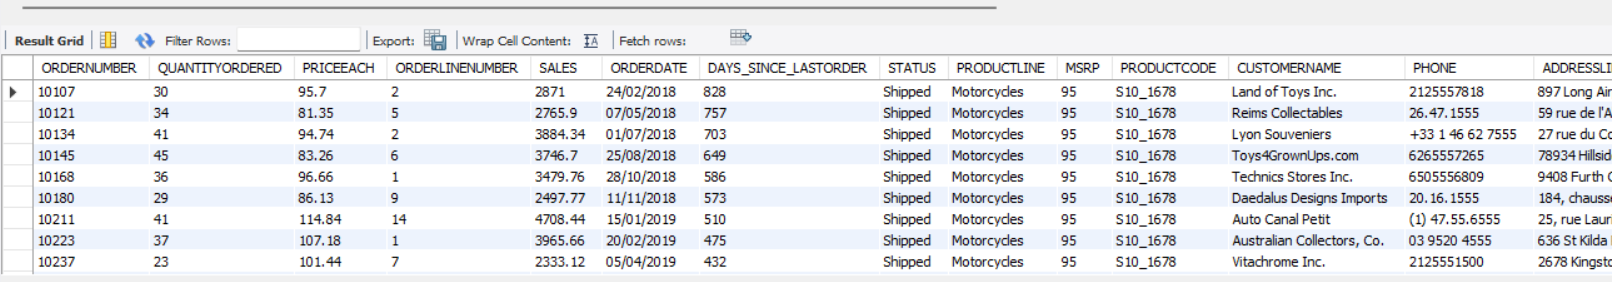 Result Grid Filter Rows: Export: Wrap Cell Content: IA Fetch rows:
ORDERNUMBER QUANTITYORDERED PRICEEACH ORDERLINENUMBER SALES ORDERDATE DAYS_SINCE_LASTORDER STATUS PRODUCTLINE MSRP PRODUCTCODE CUSTOMERNAME PHONE ADDRESSLI
10107 30 95.7 2 2871 24/02/2018 828 Shipped Motorcycles 95 S10_1678 Land of Toys Inc. 2125557818 897 Long Air
10121 34 81.35 5 2765.9 07/05/2018 757 Shipped Motorcycles 95 S10_1678 Reims Collectables 26.47.1555 59 rue de l'A
10134 41 94.74 2 3884.34 01/07/2018 703 Shipped Motorcycles 95 S10_1678 Lyon Souveniers +33 1 46 62 7555 27 rue du Co
10145 45 83.26 6 3746.7 25/08/2018 649 Shipped Motorcycles 95 S10_1678 Toys4GrownUps.com 6265557265 78934 Hillsid
10168 36 96.66 1 3479.76 28/10/2018 586 Shipped Motorcycles 95 S10_1678 Technics Stores Inc. 6505556809 9408 Furth C
10180 29 86.13 9 2497.77 11/11/2018 573 Shipped Motorcycles 95 S10_1678 Daedalus Designs Imports 20.16.1555 184, chauss
10211 41 114.84 14 4708.44 15/01/2019 510 Shipped Motorcycles 95 S10_1678 Auto Canal Petit (1) 47.55.6555 25, rue Laur
10223 37 107.18 1 3965.66 20/02/2019 475 Shipped Motorcycles 95 S10_1678 Australian Collectors, Co. 03 9520 4555 636 St Kilda
10237 23 101.44 7 2333.12 05/04/2019 432 Shipped Motorcycles 95 S10_1678 Vitachrome Inc. 2125551500 2678 Kingsto